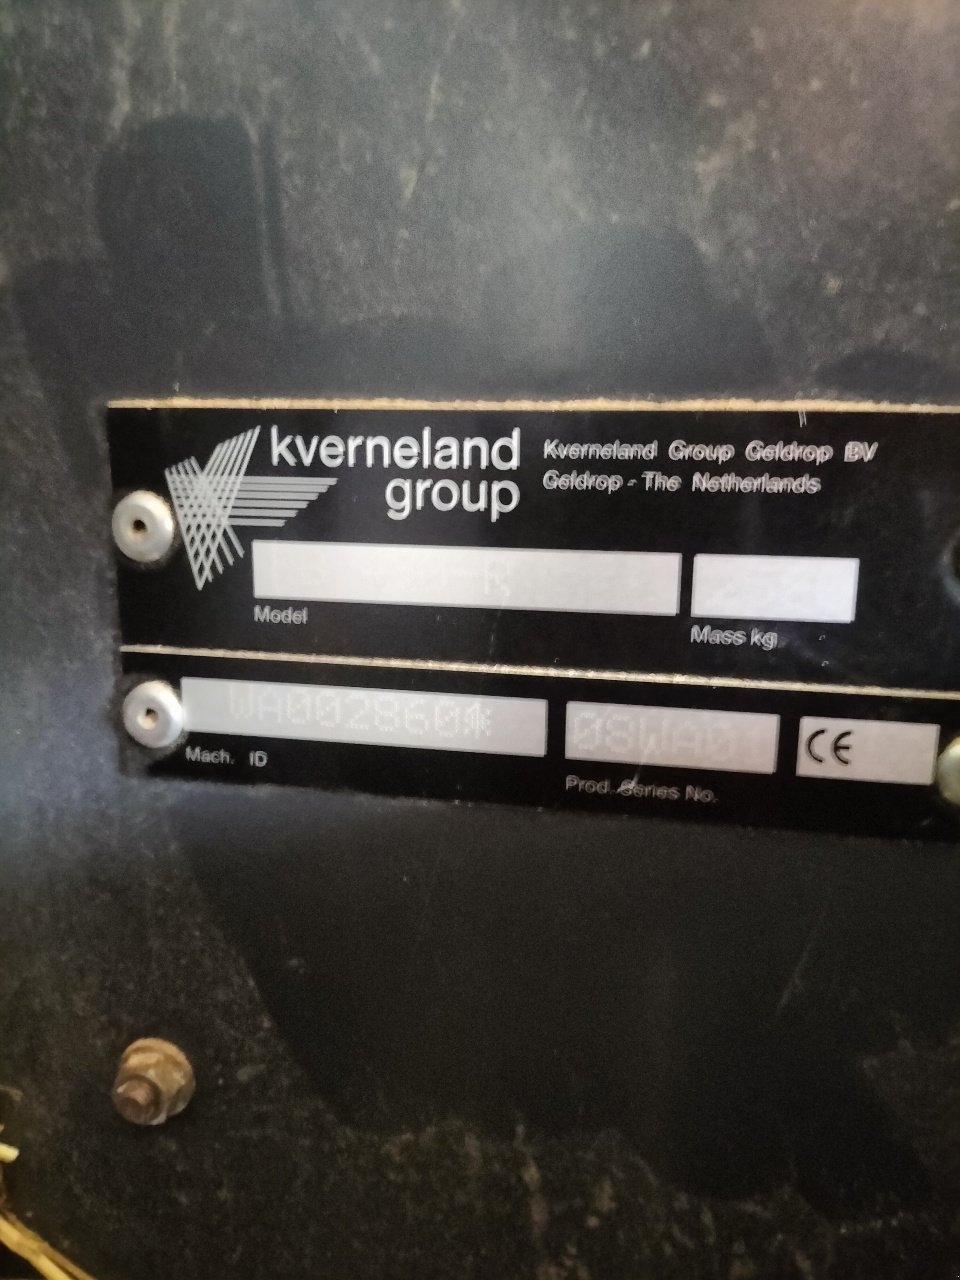 kverneland
group
Kverneland Group Geldrop BV
Geldrop - The Netherlands
Model
Mass kg
WA0028601*
Mach. ID
08WA01
Prod. Series No.
CE